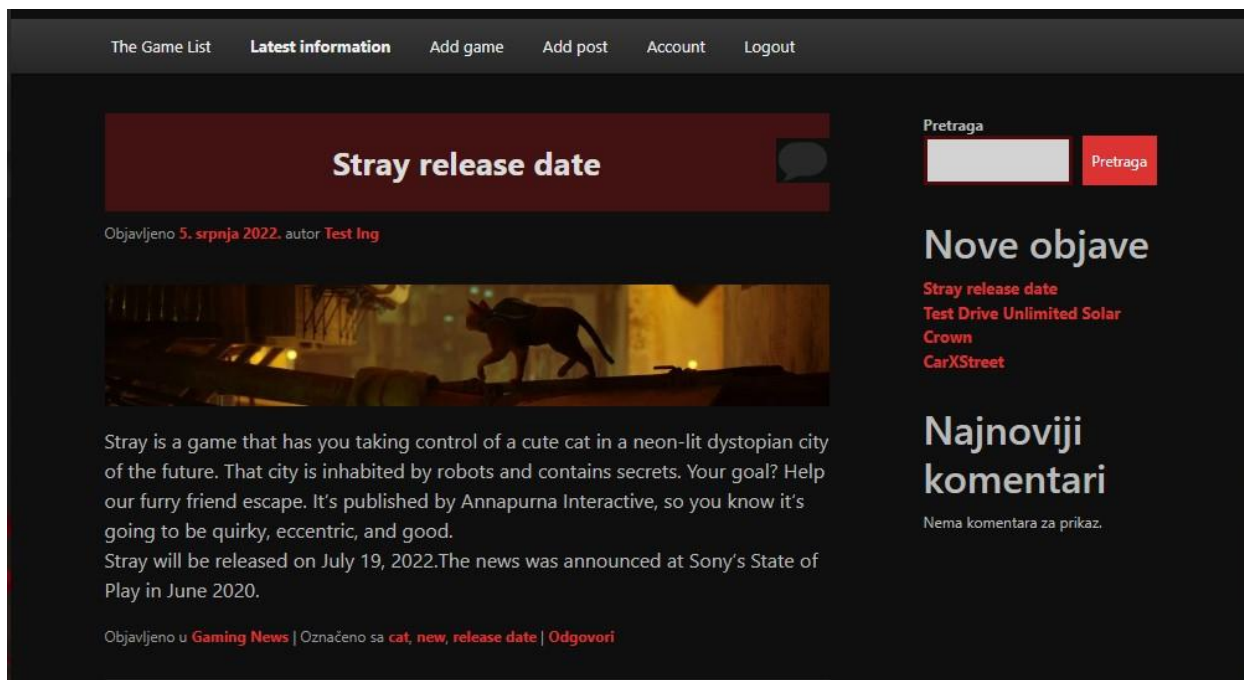 The Game List Latest information Add game Add post Account Logout
Stray release date
Objavljeno 5. srpnja 2022. autor Test Ing
Stray is a game that has you taking control of a cute cat in a neon-lit dystopian city
of the future. That city is inhabited by robots and contains secrets. Your goal? Help
our furry friend escape. It’s published by Annapurna Interactive, so you know it’s
going to be quirky, eccentric, and good.
Stray will be released on July 19, 2022.The news was announced at Sony’s State of
Play in June 2020.
Objavljeno u Gaming News | Označeno sa cat, new, release date | Odgovori
Pretraga
Pretraga
Nove objave
Stray release date
Test Drive Unlimited Solar
Crown
CarXStreet
Najnoviji
komentari
Nema komentara za prikaz.